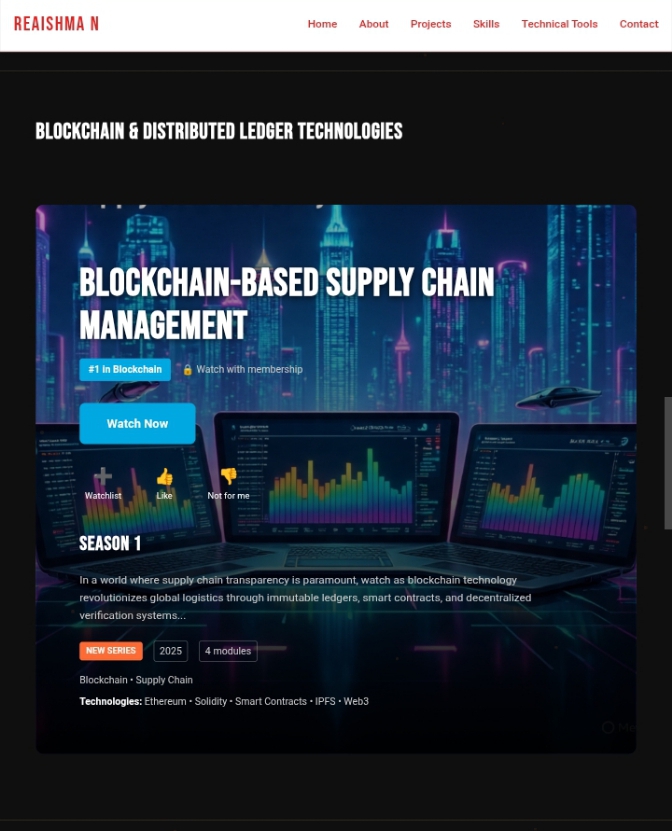 REAISHMA N
Home About Projects Skills Technical Tools Contact
BLOCKCHAIN & DISTRIBUTED LEDGER TECHNOLOGIES
BLOCKCHAIN-BASED SUPPLY CHAIN
MANAGEMENT
#1 in Blockchain 🔒 Watch with membership
Watch Now
Watchlist Like Not for me
SEASON 1
In a world where supply chain transparency is paramount, watch as blockchain technology
revolutionizes global logistics through immutable ledgers, smart contracts, and decentralized
verification systems...
NEW SERIES 2025 4 modules
Blockchain • Supply Chain
Technologies: Ethereum • Solidity • Smart Contracts • IPFS • Web3